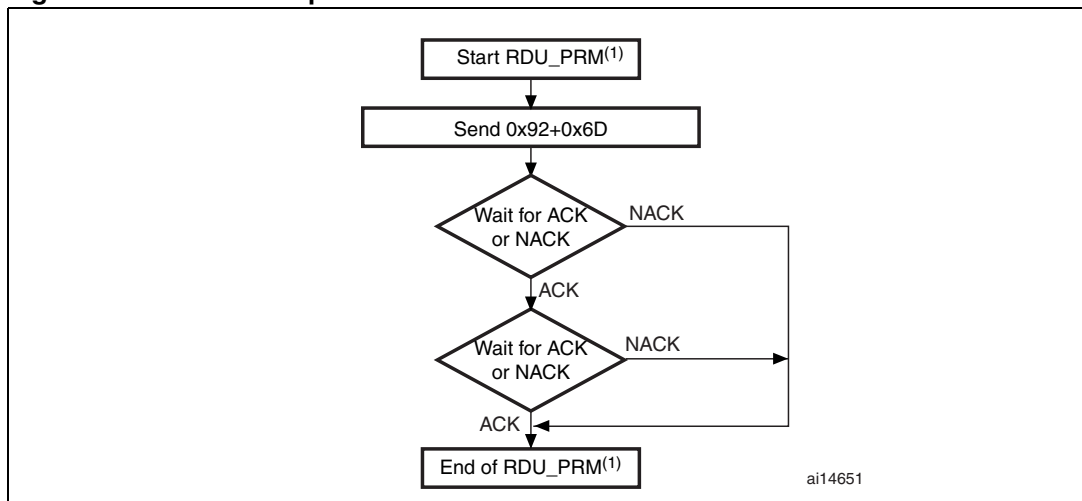 Start RDU_PRM(1)
Send 0x92+0x6D
Wait for ACK
or NACK
NACK
ACK
Wait for ACK
or NACK
NACK
ACK
End of RDU_PRM(1)
ai14651